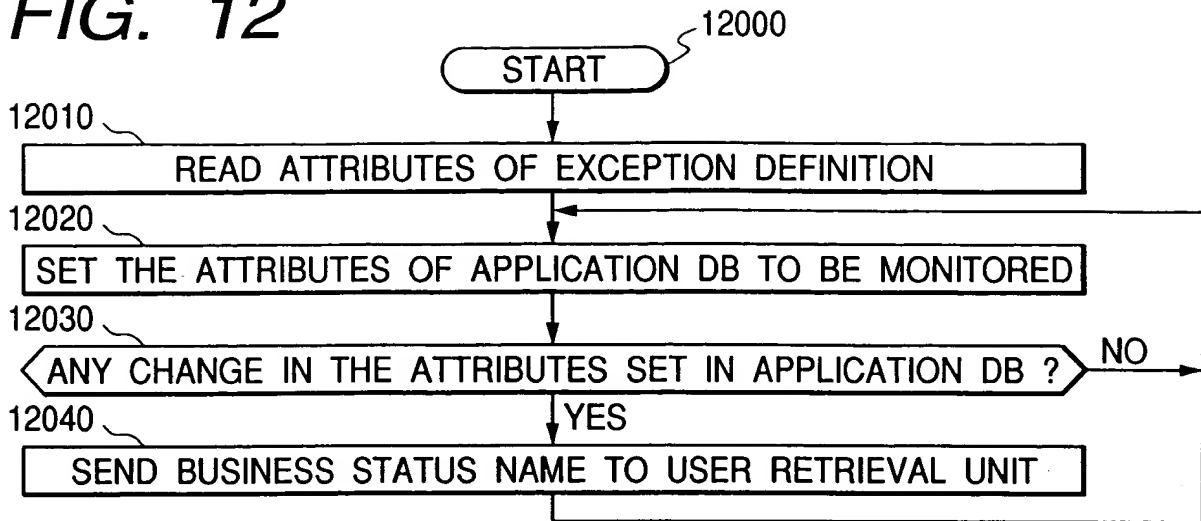 FIG. 12
12000
START
12010
READ ATTRIBUTES OF EXCEPTION DEFINITION
12020
SET THE ATTRIBUTES OF APPLICATION DB TO BE MONITORED
12030
ANY CHANGE IN THE ATTRIBUTES SET IN APPLICATION DB ?
NO
YES
12040
SEND BUSINESS STATUS NAME TO USER RETRIEVAL UNIT